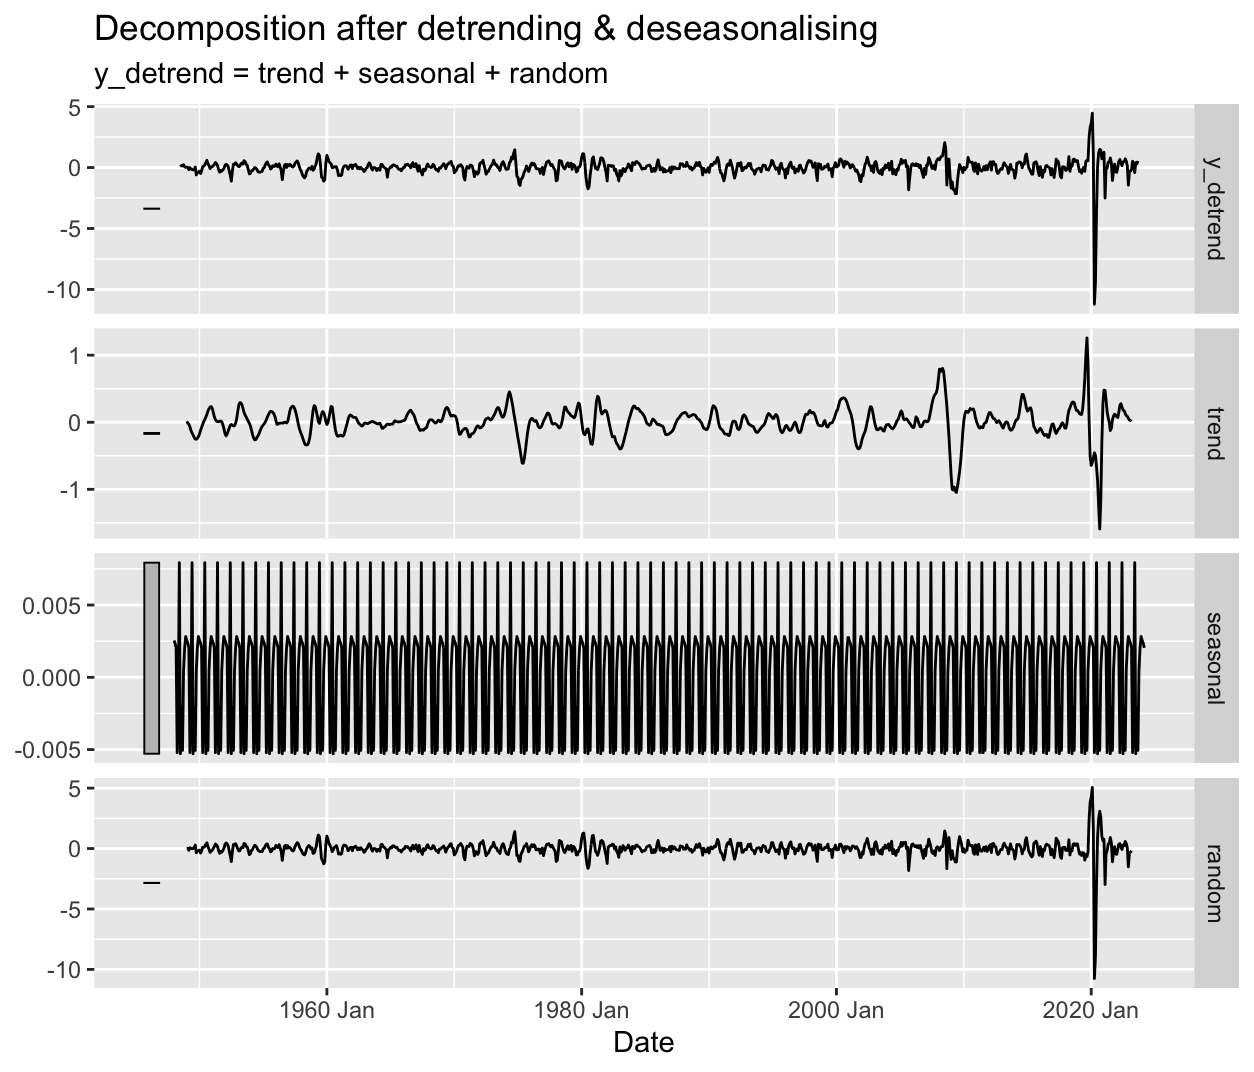 Decomposition after detrending & deseasonalising
y_detrend = trend + seasonal + random
5
0
-5
-10
y_detrend
1
0
-1
trend
0.005
0.000
-0.005
seasonal
5
0
-5
-10
random
1960 Jan
1980 Jan
2000 Jan
2020 Jan
Date